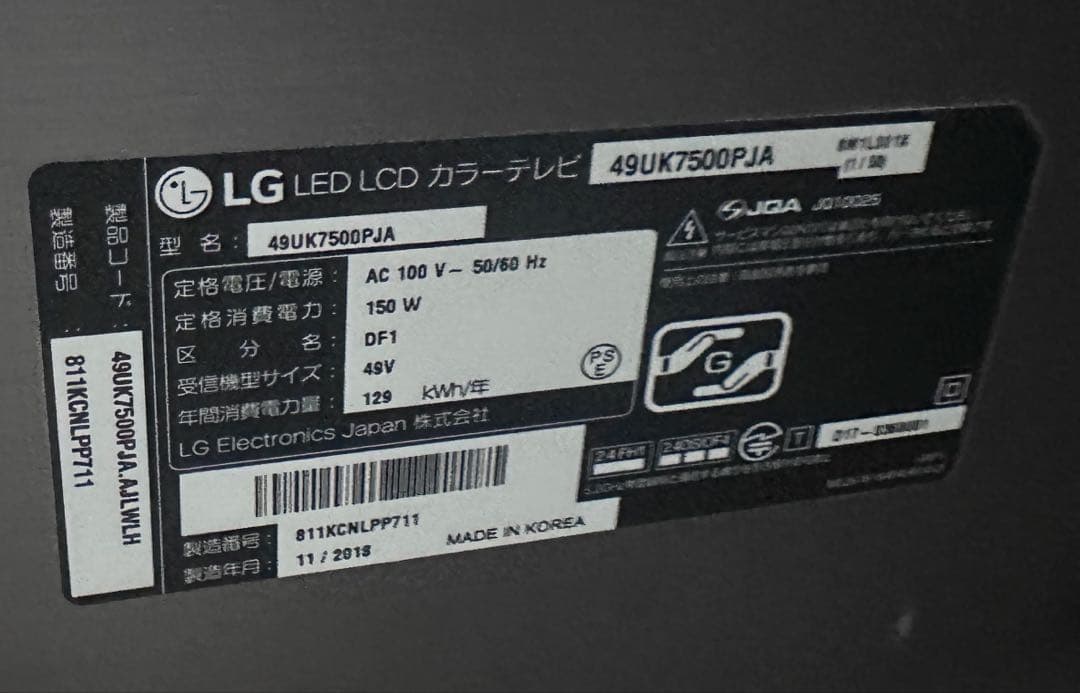 LG LED LCD カラーテレビ 49UK7500PJA
型 名: 49UK7500PJA
定格電圧/電源: AC 100 V~ 50/60 Hz
定格消費電力: 150 W
区 分 名: DF1
受信機型サイズ: 49V
年間消費電力量: 129 kWh/年
LG Electronics Japan 株式会社
PS E
JQA
G
T
製造番号: 811KCNLPP711
製造年月: 11 / 2018
MADE IN KOREA
製品コード: 49UK7500PJA.AJLWLH
製造番号: 811KCNLPP711